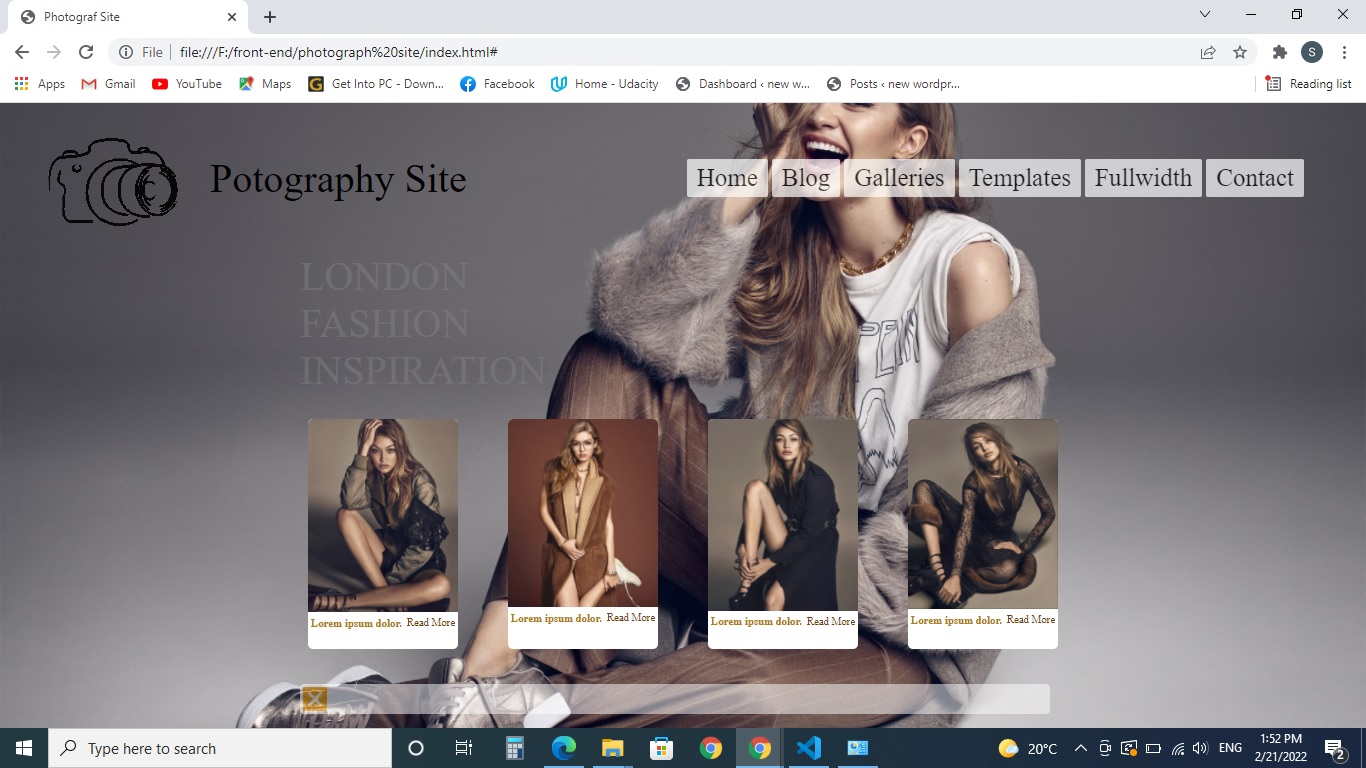 Photograf Site
File
file:///F:/front-end/photograph%20site/index.html#
S
Apps Gmail YouTube Maps Get Into PC - Down... Facebook Home - Udacity Dashboard ‹ new w... Posts ‹ new wordpr... Reading list
Potography Site
Home Blog Galleries Templates Fullwidth Contact
LONDON
FASHION
INSPIRATION
Lorem ipsum dolor. Read More
Lorem ipsum dolor. Read More
Lorem ipsum dolor. Read More
Lorem ipsum dolor. Read More
Type here to search
20°C
ENG
1:52 PM
2/21/2022
2